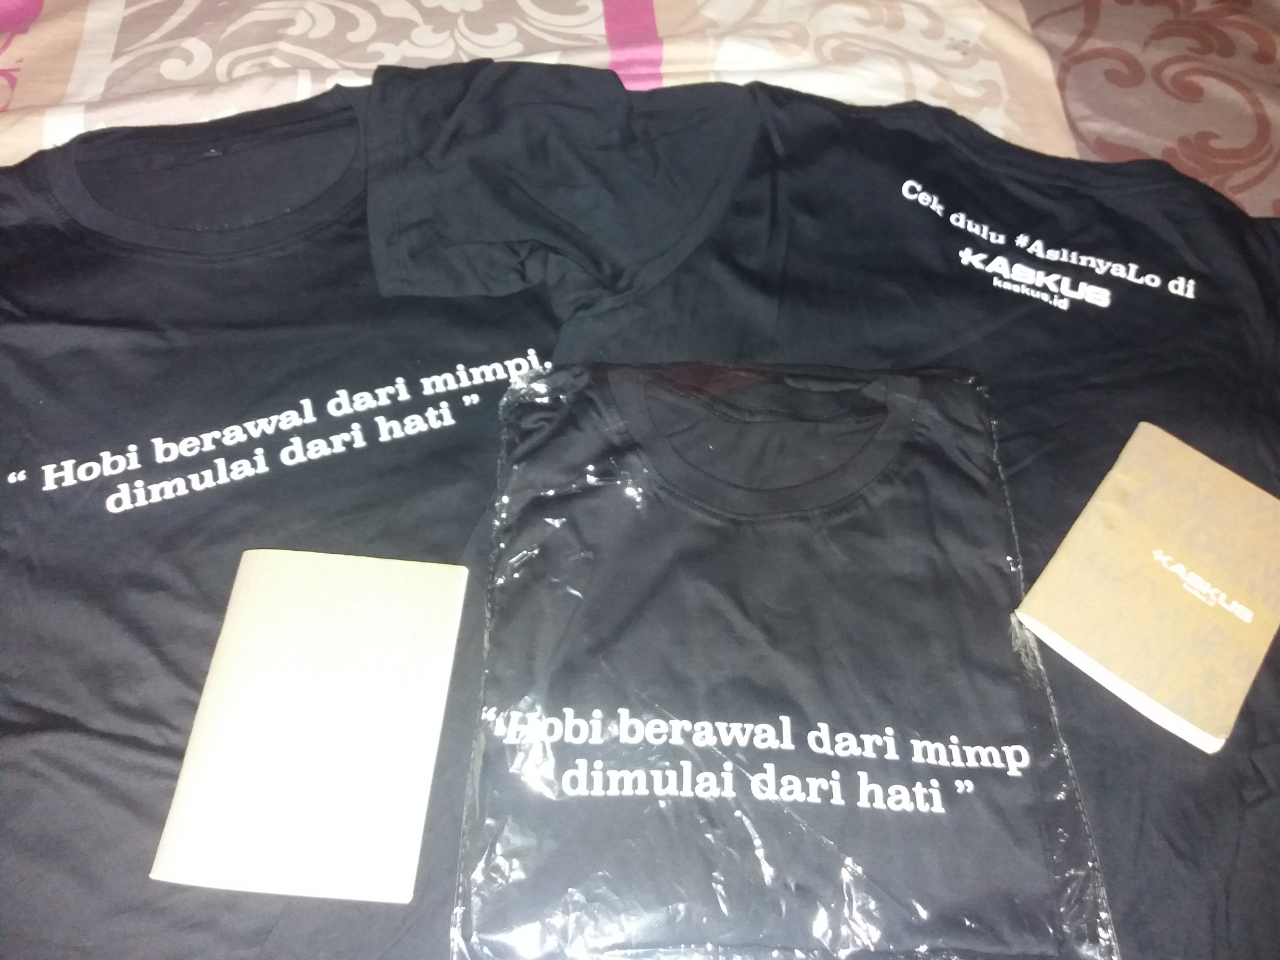 “ Hobi berawal dari mimpi,
dimulai dari hati ”
Cek dulu #AslinyaLo di
KASKUS
kaskus.id
“ Hobi berawal dari mimp
dimulai dari hati ”
KASKUS